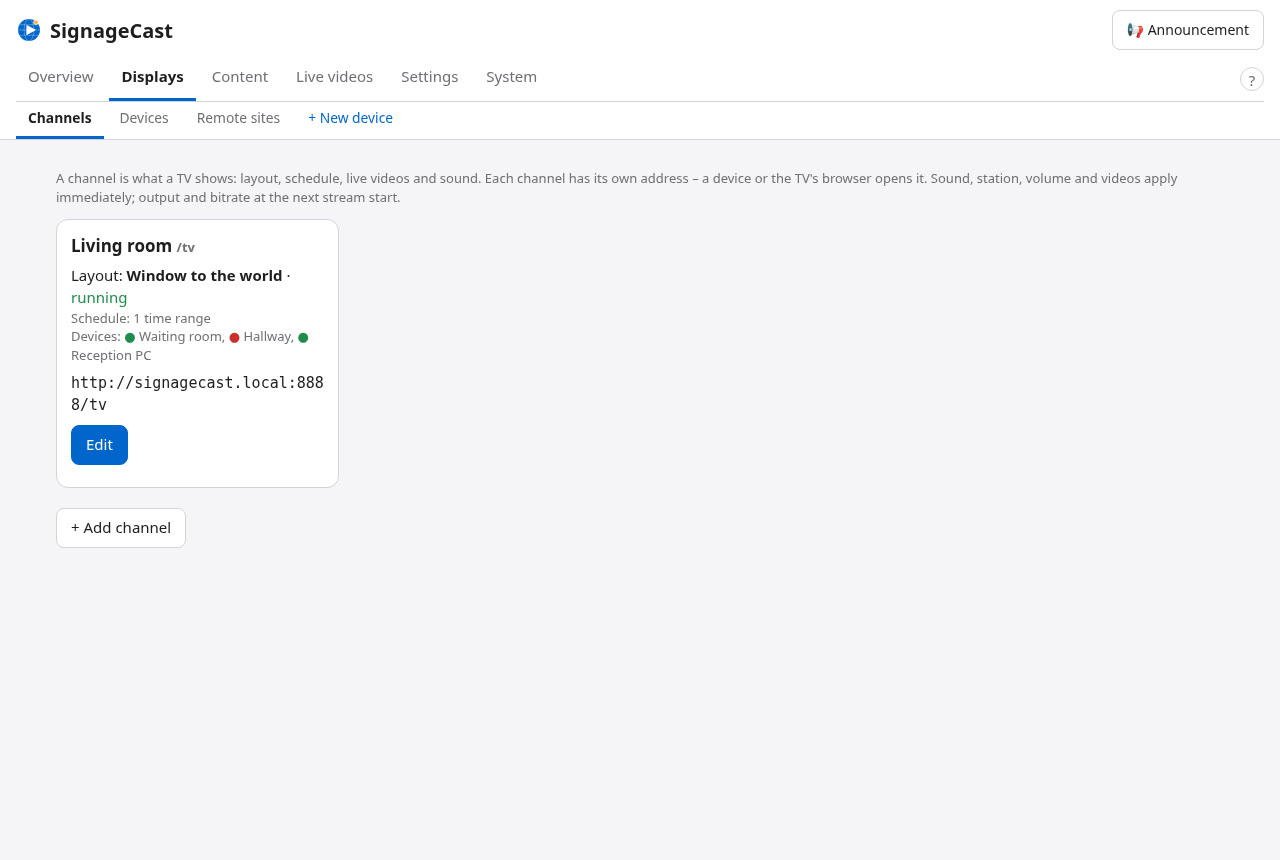 SignageCast
📢 Announcement
Overview Displays Content Live videos Settings System ?
Channels Devices Remote sites + New device
A channel is what a TV shows: layout, schedule, live videos and sound. Each channel has its own address – a device or the TV's browser opens it. Sound, station, volume and videos apply
immediately; output and bitrate at the next stream start.
Living room /tv
Layout: Window to the world ·
running
Schedule: 1 time range
Devices: Waiting room, Hallway,
Reception PC
http://signagecast.local:888
8/tv
Edit
+ Add channel